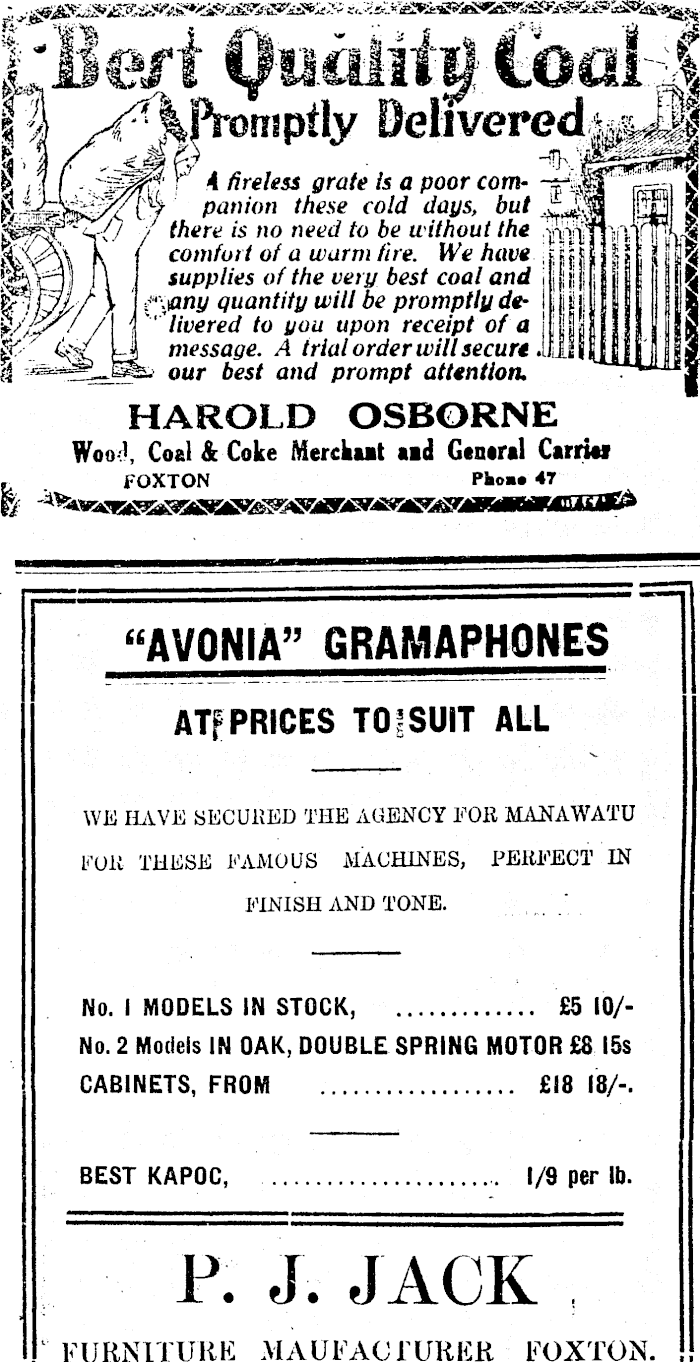 Best Quality Coal
Promptly Delivered
A fireless grate is a poor com-
panion these cold days, but
there is no need to be without the
comfort of a warm fire. We have
supplies of the very best coal and
any quantity will be promptly de-
livered to you upon receipt of a
message. A trial order will secure
our best and prompt attention.
HAROLD OSBORNE
Wood, Coal & Coke Merchant and General Carrier
FOXTON Phone 47
"AVONIA" GRAMAPHONES
AT PRICES TO SUIT ALL
WE HAVE SECURED THE AGENCY FOR MANAWATU
FOR THESE FAMOUS MACHINES, PERFECT IN
FINISH AND TONE.
No. 1 MODELS IN STOCK, ............. £5 10/-
No. 2 Models IN OAK, DOUBLE SPRING MOTOR £8 15s
CABINETS, FROM .................. £18 18/-.
BEST KAPOC, ..................... 1/9 per lb.
P. J. JACK
FURNITURE MAUFACTURER FOXTON.